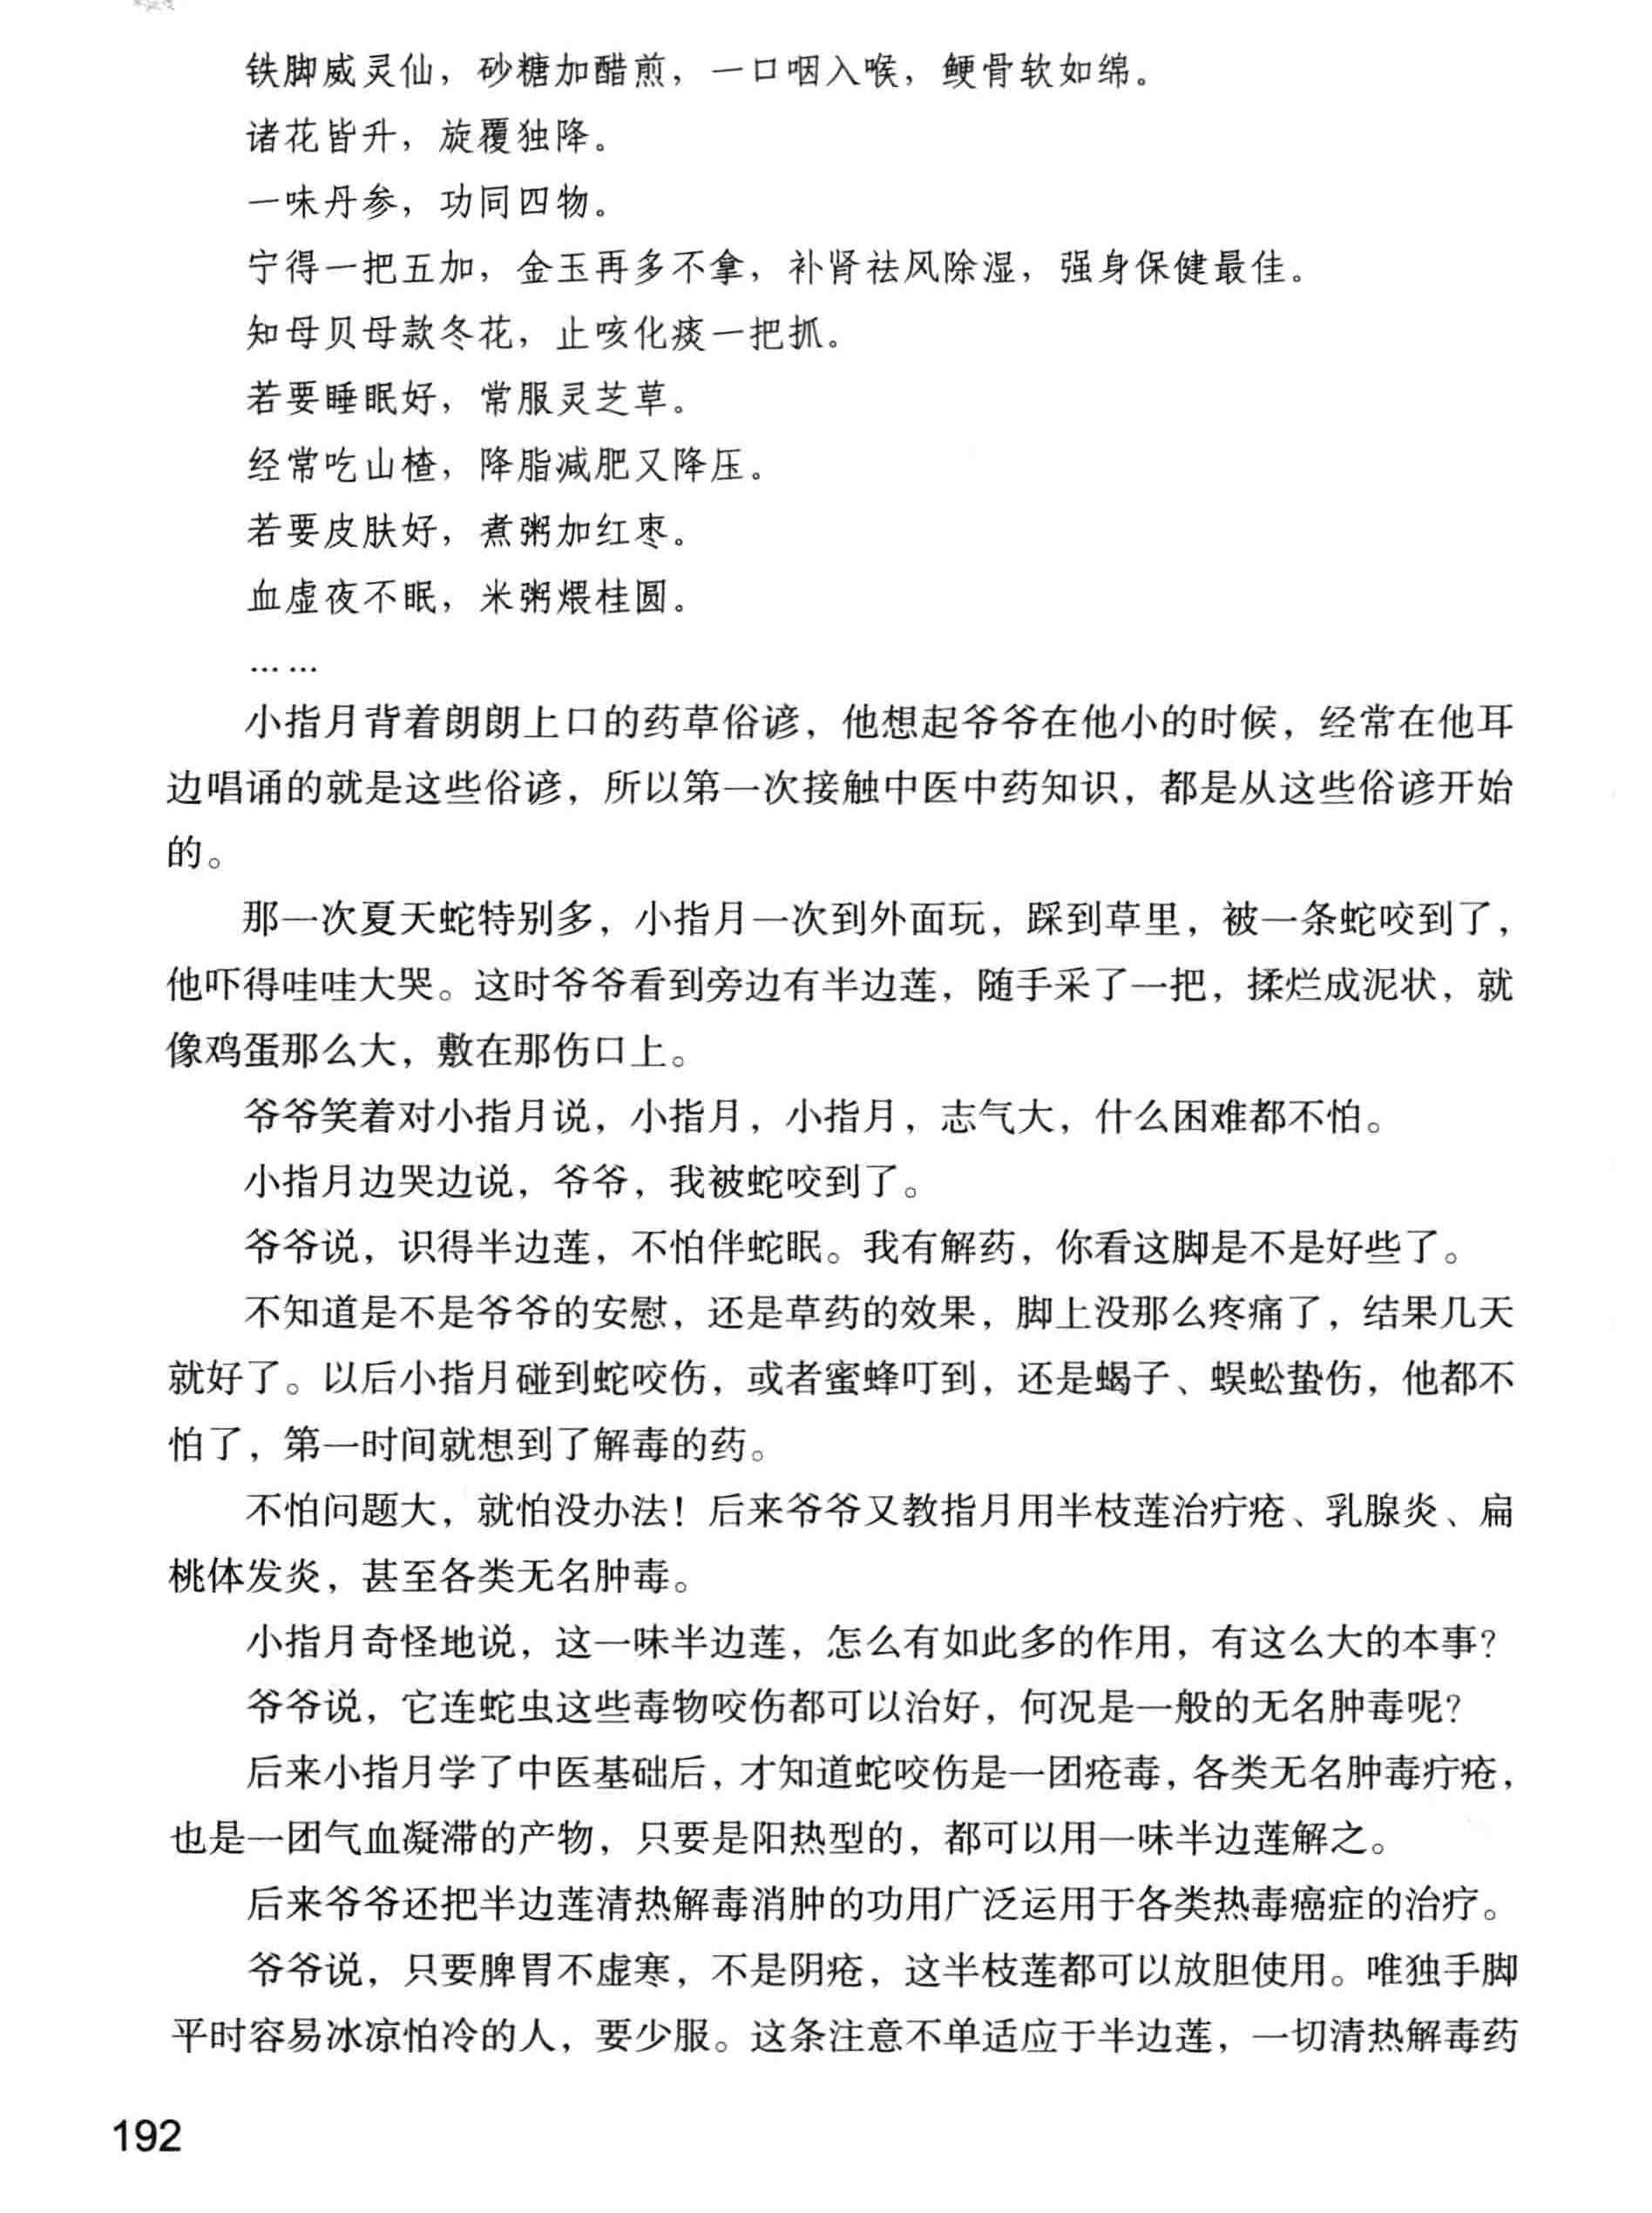 铁脚威灵仙，砂糖加醋煎，一口咽入喉，鲠骨软如绵。
诸花皆升，旋覆独降。
一味丹参，功同四物。
宁得一把五加，金玉再多不拿，补肾祛风除湿，强身保健最佳。
知母贝母款冬花，止咳化痰一把抓。
若要睡眠好，常服灵芝草。
经常吃山楂，降脂减肥又降压。
若要皮肤好，煮粥加红枣。
血虚夜不眠，米粥煨桂圆。
……
小指月背着朗朗上口的药草俗谚，他想起爷爷在他小的时候，经常在他耳
边唱诵的就是这些俗谚，所以第一次接触中医中药知识，都是从这些俗谚开始
的。
那一次夏天蛇特别多，小指月一次到外面玩，踩到草里，被一条蛇咬到了，
他吓得哇哇大哭。这时爷爷看到旁边有半边莲，随手采了一把，揉烂成泥状，就
像鸡蛋那么大，敷在那伤口上。
爷爷笑着对小指月说，小指月，小指月，志气大，什么困难都不怕。
小指月边哭边说，爷爷，我被蛇咬到了。
爷爷说，识得半边莲，不怕伴蛇眠。我有解药，你看这脚是不是好些了。
不知道是不是爷爷的安慰，还是草药的效果，脚上没那么疼痛了，结果几天
就好了。以后小指月碰到蛇咬伤，或者蜜蜂叮到，还是蝎子、蜈蚣蛰伤，他都不
怕了，第一时间就想到了解毒的药。
不怕问题大，就怕没办法！后来爷爷又教指月用半枝莲治疔疮、乳腺炎、扁
桃体发炎，甚至各类无名肿毒。
小指月奇怪地说，这一味半边莲，怎么有如此多的作用，有这么大的本事？
爷爷说，它连蛇虫这些毒物咬伤都可以治好，何况是一般的无名肿毒呢？
后来小指月学了中医基础后，才知道蛇咬伤是一团疮毒，各类无名肿毒疔疮，
也是一团气血凝滞的产物，只要是阳热型的，都可以用一味半边莲解之。
后来爷爷还把半边莲清热解毒消肿的功用广泛运用于各类热毒癌症的治疗。
爷爷说，只要脾胃不虚寒，不是阴疮，这半枝莲都可以放胆使用。唯独手脚
平时容易冰凉怕冷的人，要少服。这条注意不单适应于半边莲，一切清热解毒药
192